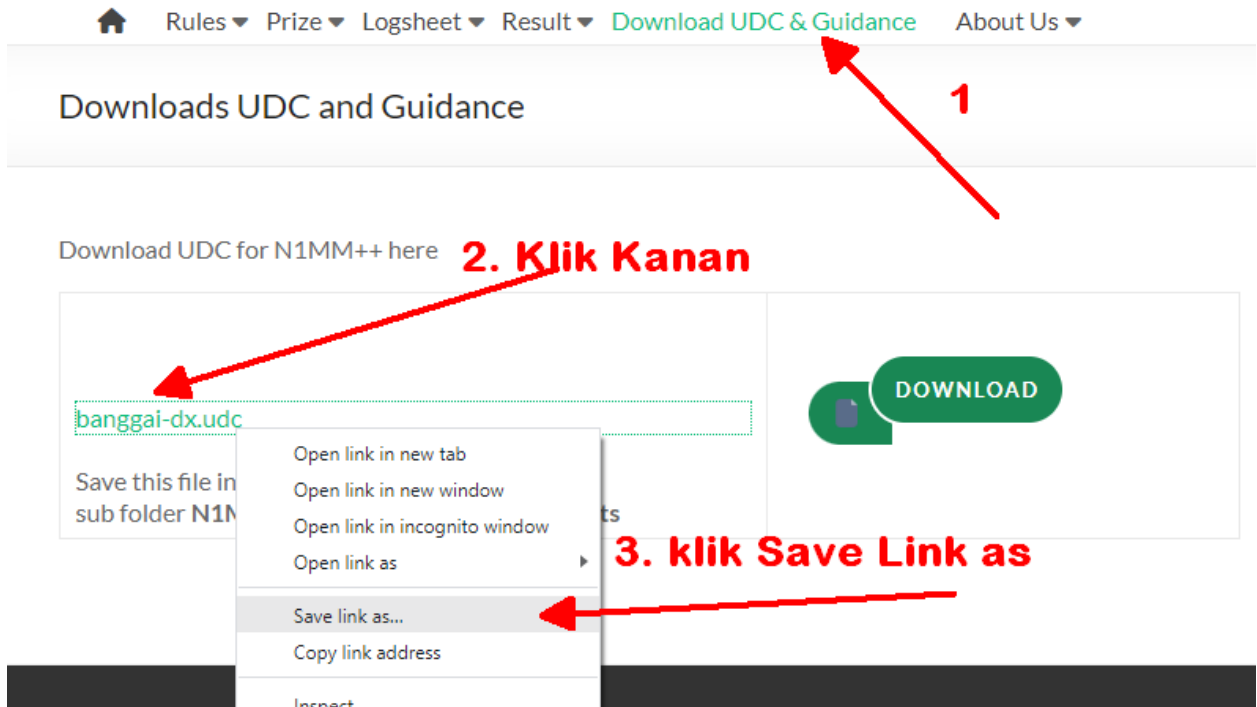 Rules Prize Logsheet Result Download UDC & Guidance About Us
1
Downloads UDC and Guidance
Download UDC for N1MM++ here
2. Klik Kanan
banggai-dx.udc
DOWNLOAD
Save this file in
sub folder
ts
Open link in new tab
Open link in new window
Open link in incognito window
Open link as
3. klik Save Link as
Save link as...
Copy link address
Inspect